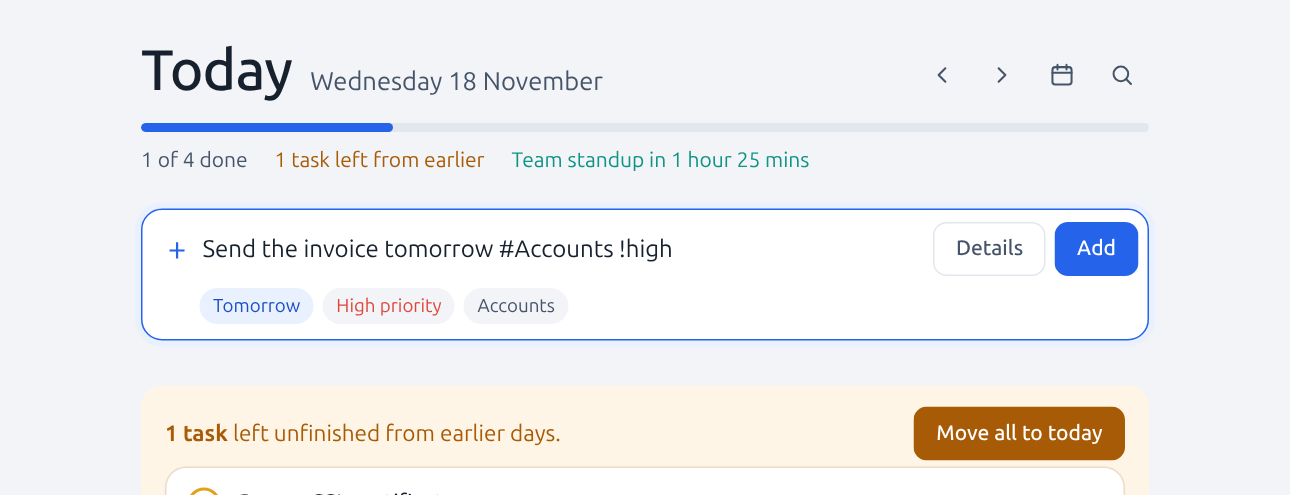 Today Wednesday 18 November
1 of 4 done 1 task left from earlier Team standup in 1 hour 25 mins
Send the invoice tomorrow #Accounts !high Details Add
Tomorrow High priority Accounts
1 task left unfinished from earlier days. Move all to today